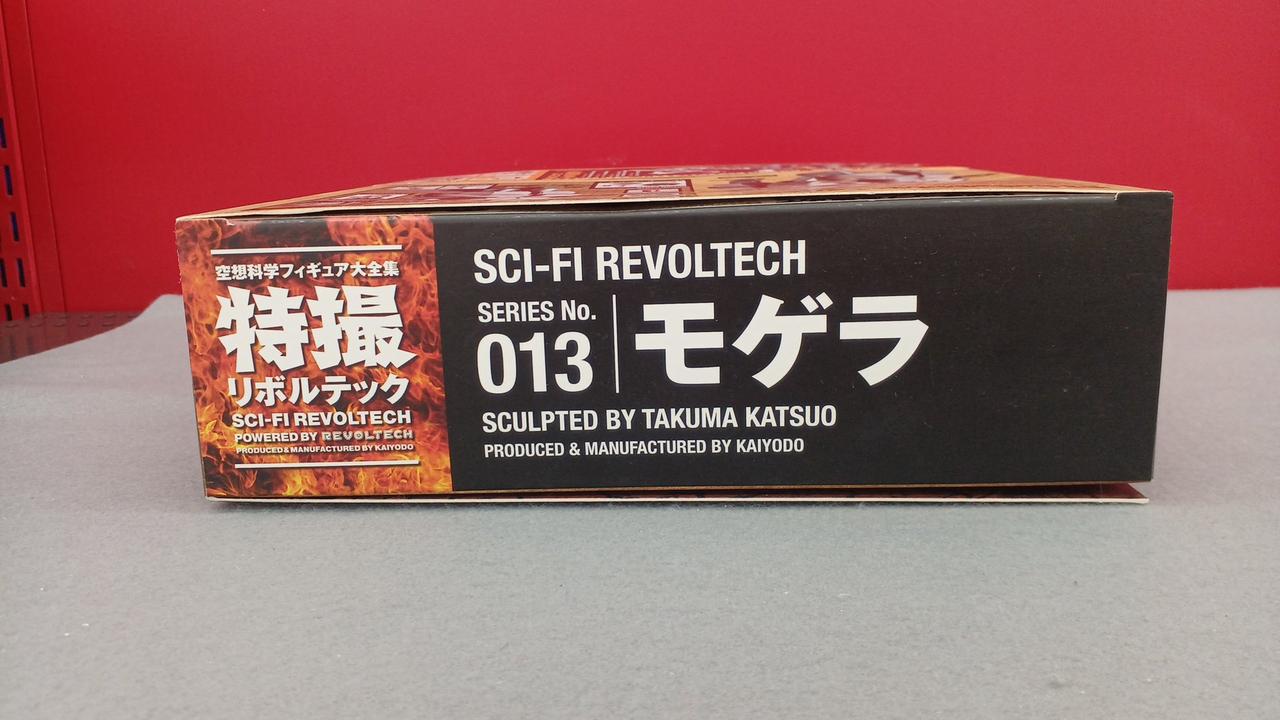 空想科学フィギュア大全集
特撮
リボルテック
SCI-FI REVOLTECH
POWERED BY REVOLTECH
PRODUCED & MANUFACTURED BY KAIYODO
SCI-FI REVOLTECH
SERIES No.
013
モゲラ
SCULPTED BY TAKUMA KATSUO
PRODUCED & MANUFACTURED BY KAIYODO